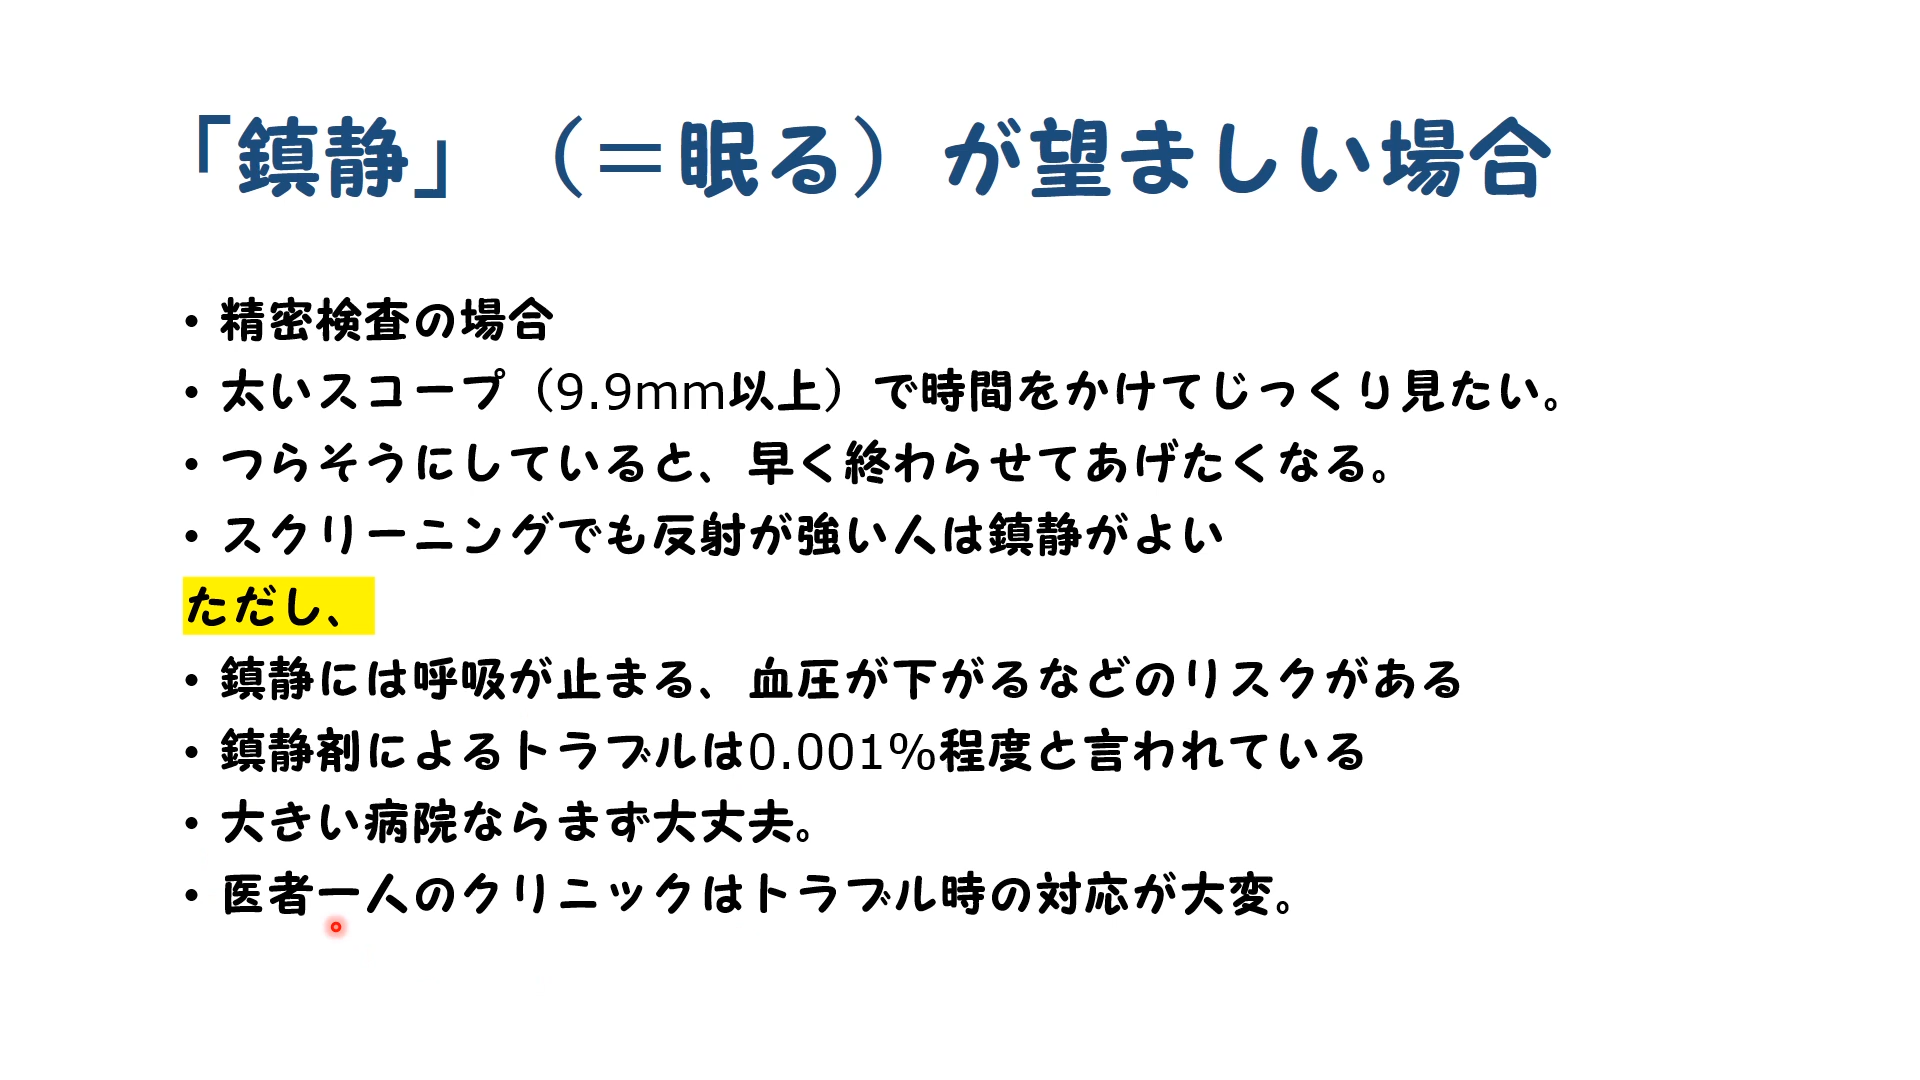 「鎮静」（＝眠る）が望ましい場合
• 精密検査の場合
• 太いスコープ（9.9mm以上）で時間をかけてじっくり見たい。
• つらそうにしていると、早く終わらせてあげたくなる。
• スクリーニングでも反射が強い人は鎮静がよい
ただし、
• 鎮静には呼吸が止まる、血圧が下がるなどのリスクがある
• 鎮静剤によるトラブルは0.001%程度と言われている
• 大きい病院ならまず大丈夫。
• 医者一人のクリニックはトラブル時の対応が大変。